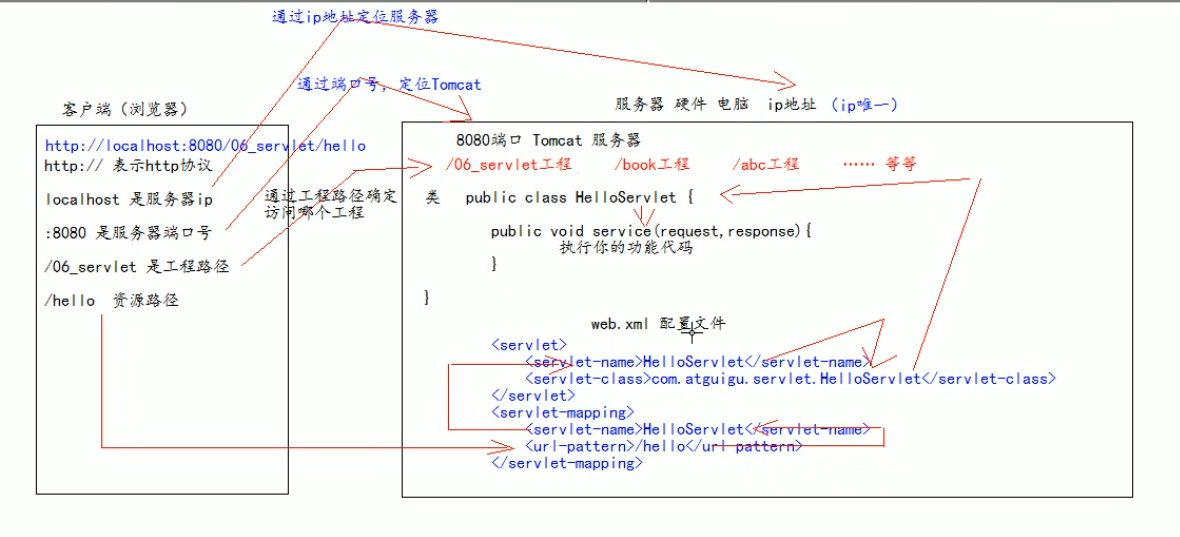 通过ip地址定位服务器
通过端口号，定位Tomcat
客户端（浏览器）
http://localhost:8080/06_servlet/hello
http:// 表示http协议
localhost 是服务器ip
:8080 是服务器端口号
/06_servlet 是工程路径
/hello 资源路径
通过工程路径确定
访问哪个工程
服务器 硬件 电脑 ip地址 （ip唯一）
8080端口 Tomcat 服务器
/06_servlet工程 /book工程 /abc工程 …… 等等
类 public class HelloServlet {
public void service(request,response){
执行你的功能代码
}
}
web.xml 配置文件
<servlet>
<servlet-name>HelloServlet</servlet-name>
<servlet-class>com.atguigu.servlet.HelloServlet</servlet-class>
</servlet>
<servlet-mapping>
<servlet-name>HelloServlet</servlet-name>
<url-pattern>/hello</url-pattern>
</servlet-mapping>